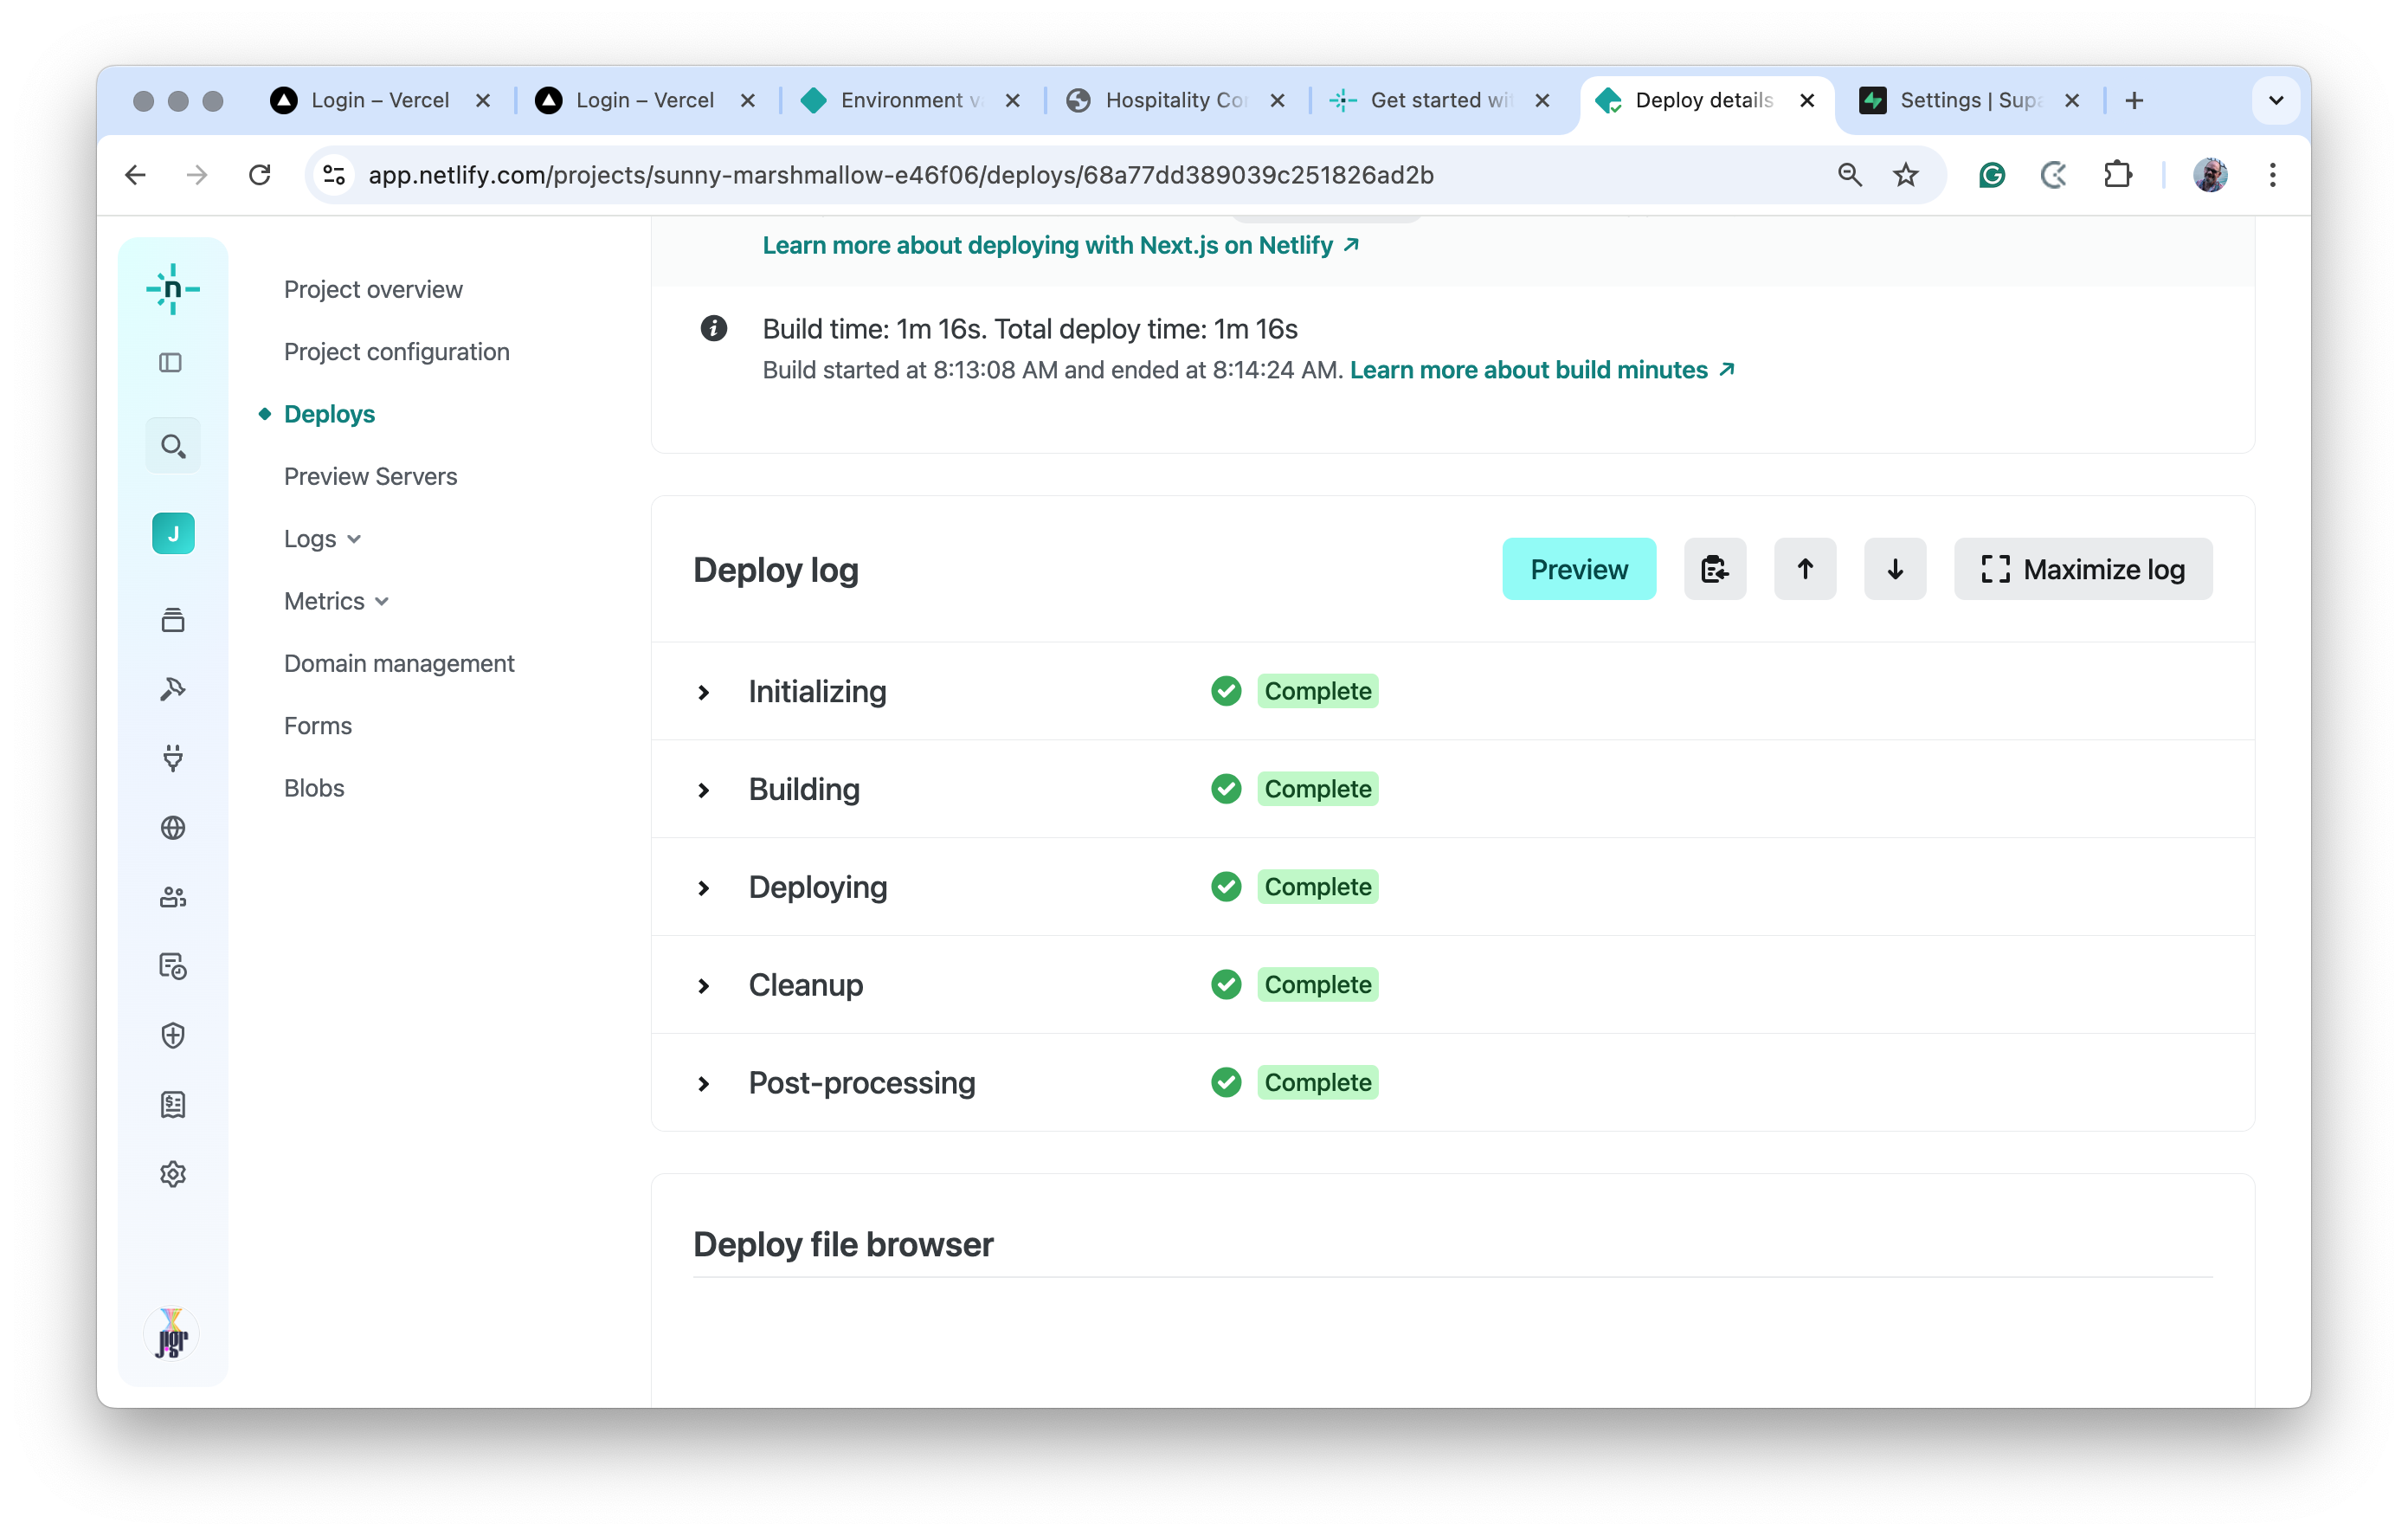 Login – Vercel
Login – Vercel
Environment v
Hospitality Co
Get started wi
Deploy details
Settings | Supa
app.netlify.com/projects/sunny-marshmallow-e46f06/deploys/68a77dd389039c251826ad2b
n
J
jigr
Project overview
Project configuration
Deploys
Preview Servers
Logs
Metrics
Domain management
Forms
Blobs
Learn more about deploying with Next.js on Netlify
Build time: 1m 16s. Total deploy time: 1m 16s
Build started at 8:13:08 AM and ended at 8:14:24 AM. Learn more about build minutes
Deploy log
Preview
Maximize log
Initializing Complete
Building Complete
Deploying Complete
Cleanup Complete
Post-processing Complete
Deploy file browser